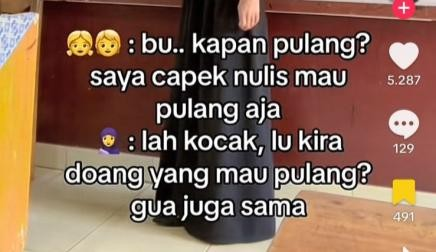 👧👦 : bu.. kapan pulang?
saya capek nulis mau
pulang aja
🧕 : lah kocak, lu kira
doang yang mau pulang?
gua juga sama
5.287
129
491